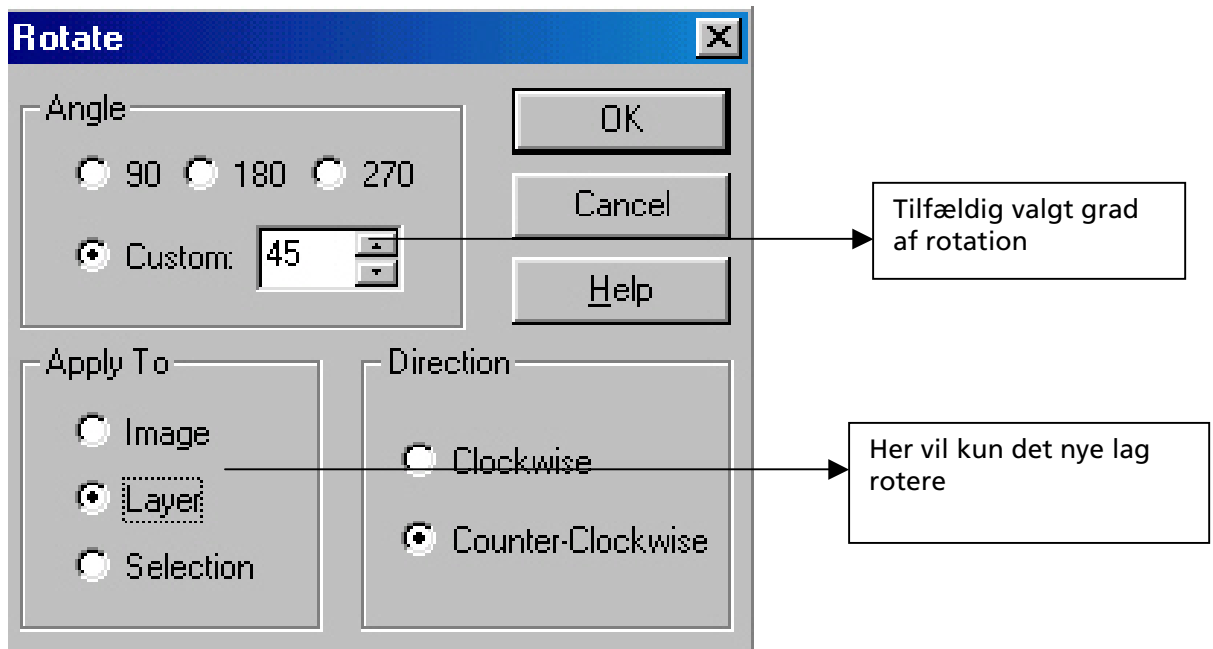 Rotate
Angle
90 180 270
Custom: 45
OK
Cancel
Help
Tilfældig valgt grad
af rotation
Apply To
Image
Layer
Selection
Direction
Clockwise
Counter-Clockwise
Her vil kun det nye lag
rotere